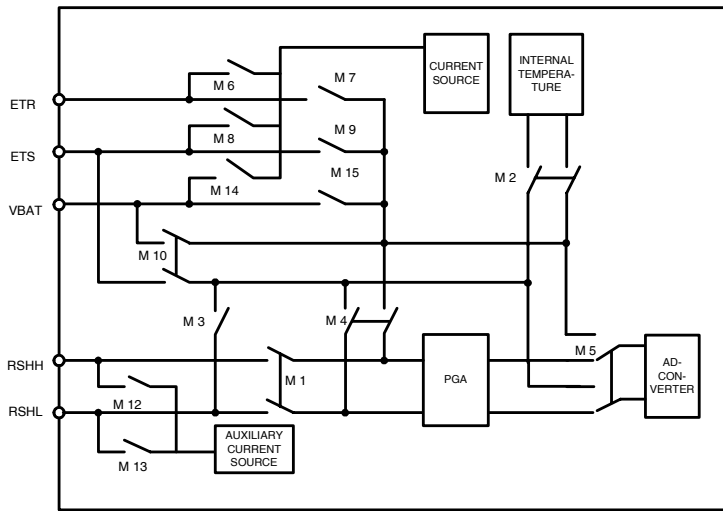 CURRENT
SOURCE
INTERNAL
TEMPERA-
TURE
M 6
M 7
ETR
M 8
M 9
ETS
M 14
M 15
M 2
VBAT
M 10
M 3
M 4
RSHH
M 1
PGA
M 5
AD-
CON-
VERTER
M 12
RSHL
AUXILIARY
CURRENT
SOURCE
M 13